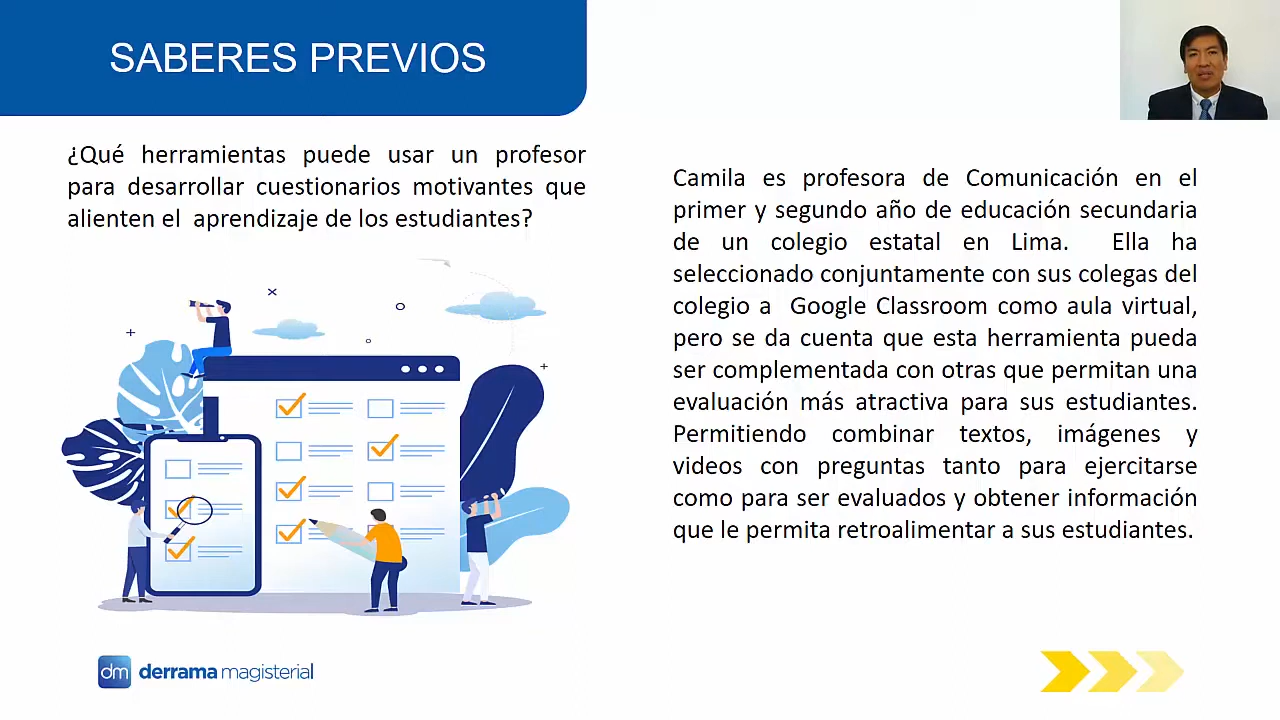 SABERES PREVIOS
¿Qué herramientas puede usar un profesor
para desarrollar cuestionarios motivantes que
alienten el aprendizaje de los estudiantes?
Camila es profesora de Comunicación en el
primer y segundo año de educación secundaria
de un colegio estatal en Lima. Ella ha
seleccionado conjuntamente con sus colegas del
colegio a Google Classroom como aula virtual,
pero se da cuenta que esta herramienta pueda
ser complementada con otras que permitan una
evaluación más atractiva para sus estudiantes.
Permitiendo combinar textos, imágenes y
videos con preguntas tanto para ejercitarse
como para ser evaluados y obtener información
que le permita retroalimentar a sus estudiantes.
dm derrama magisterial